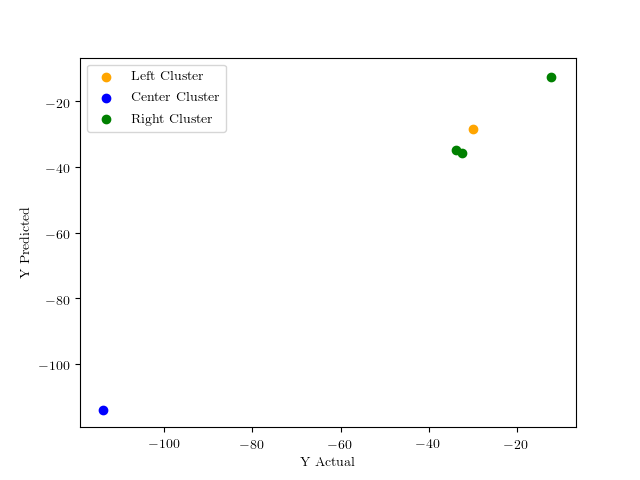 Left Cluster
Center Cluster
Right Cluster
−20
−40
−60
−80
−100
Y Predicted
−100 −80 −60 −40 −20
Y Actual